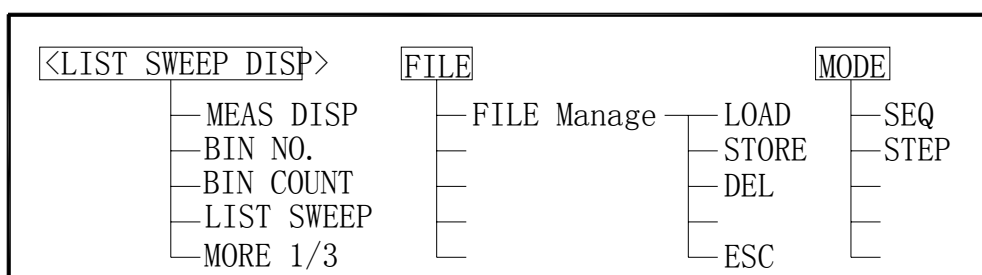 <LIST SWEEP DISP> FILE MODE
MEAS DISP FILE Manage LOAD SEQ
BIN NO. STORE STEP
BIN COUNT DEL
LIST SWEEP
MORE 1/3 ESC